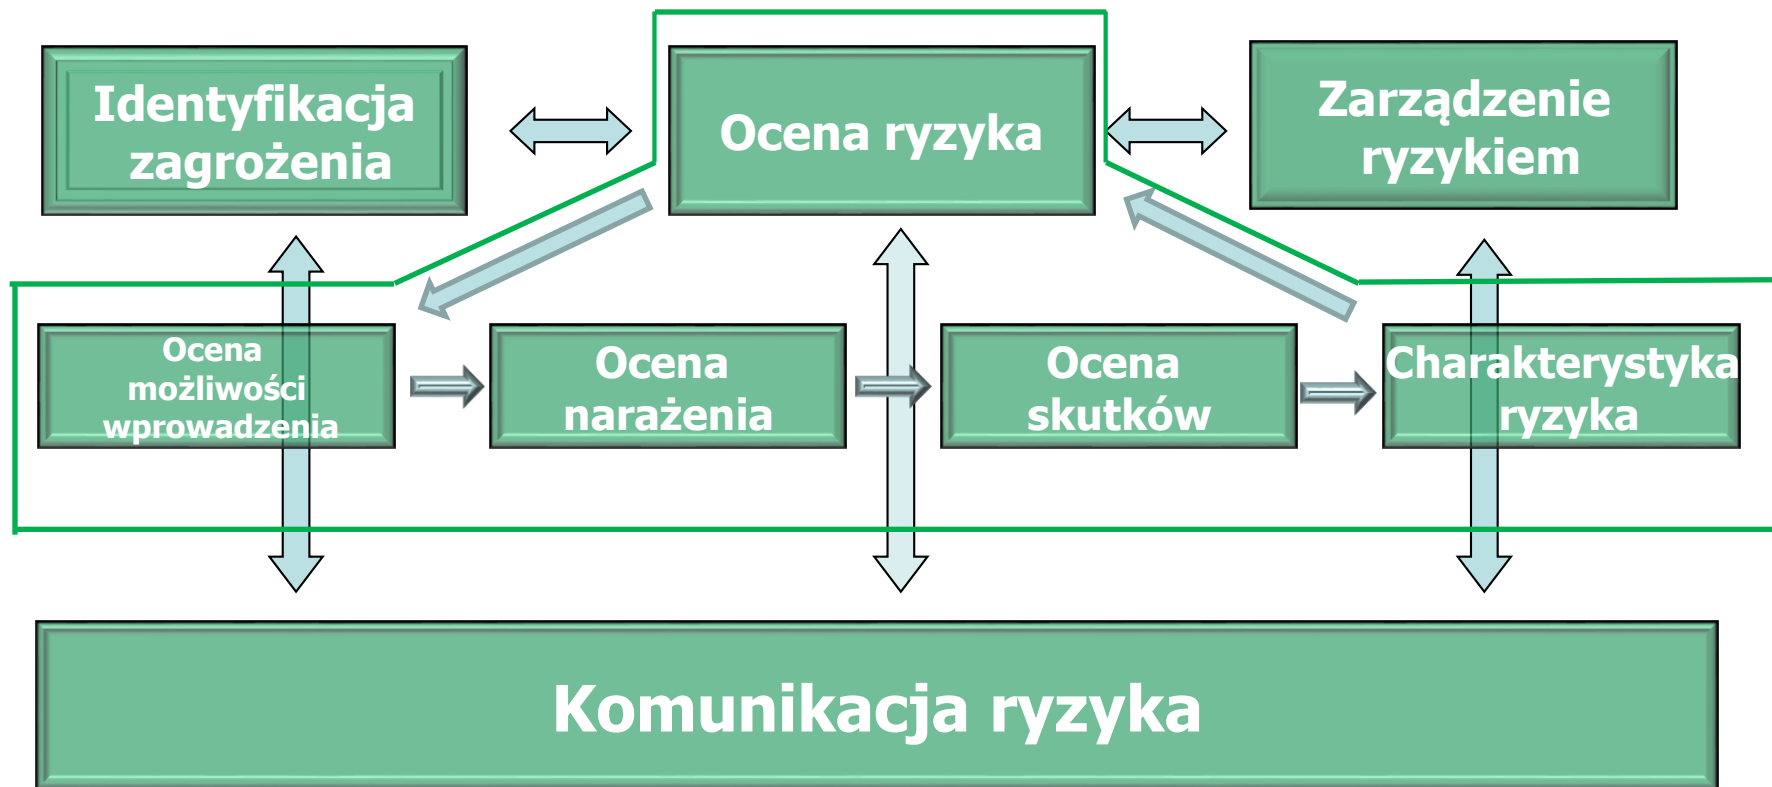 Identyfikacja
zagrożenia
Ocena ryzyka
Zarządzenie
ryzykiem
Ocena
możliwości
wprowadzenia
Ocena
narażenia
Ocena
skutków
Charakterystyka
ryzyka
Komunikacja ryzyka